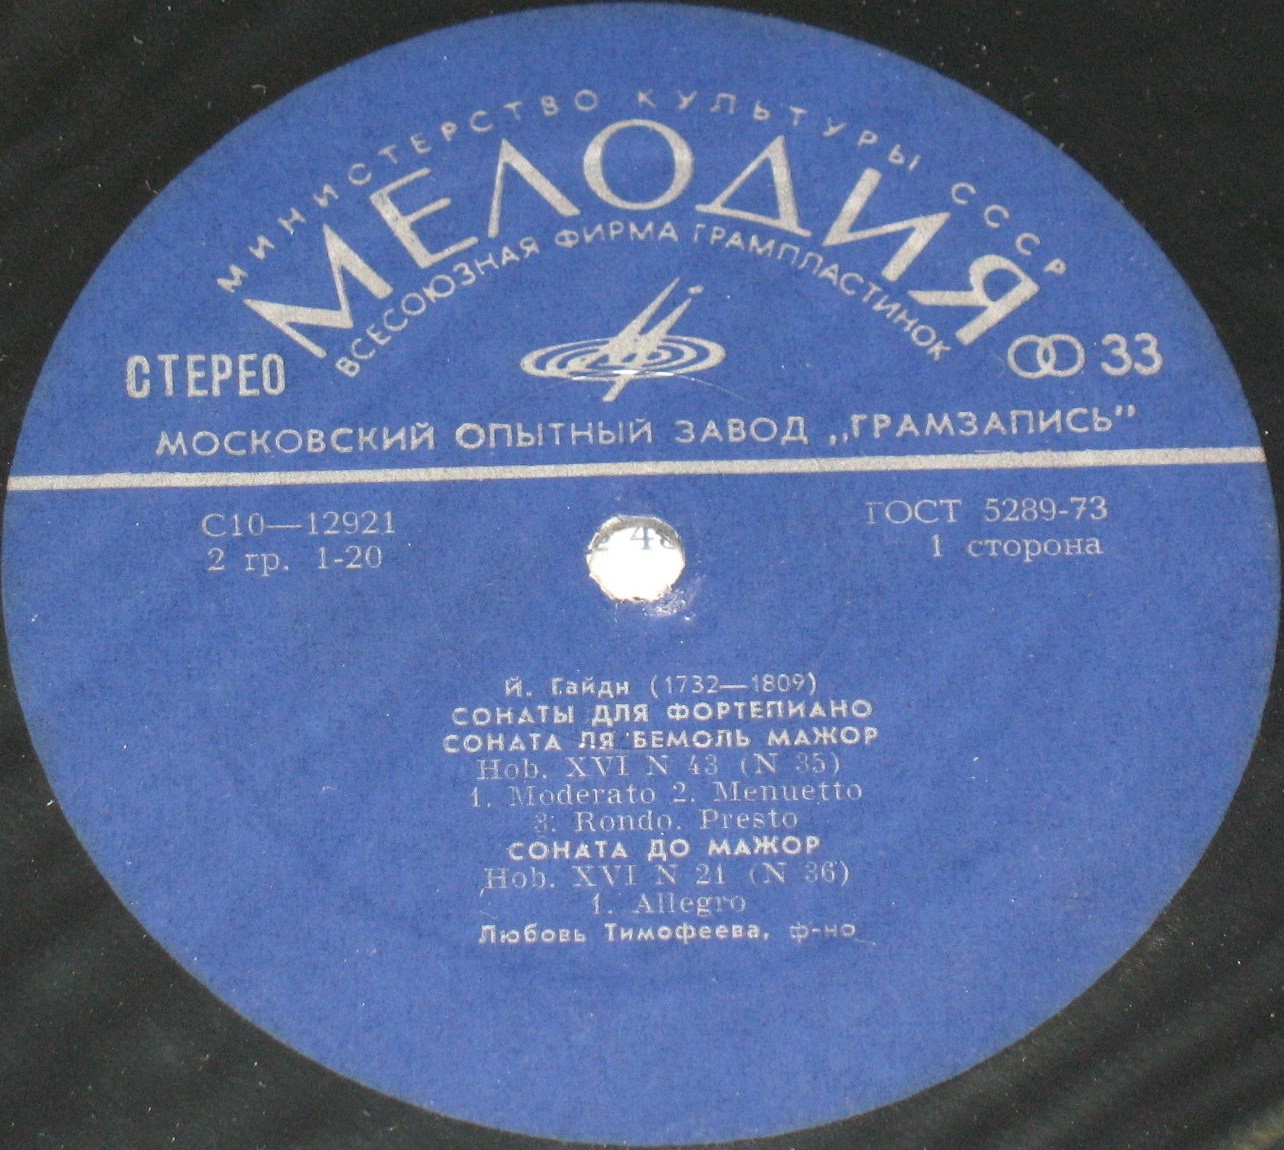 МИНИСТЕРСТВО КУЛЬТУРЫ СССР
МЕЛОДИЯ
ВСЕСОЮЗНАЯ ФИРМА ГРАМПЛАСТИНОК
СТЕРЕО
33
МОСКОВСКИЙ ОПЫТНЫЙ ЗАВОД „ГРАМЗАПИСЬ”
С10—12921
2 гр. 1-20
ГОСТ 5289-73
1 сторона
Й. Гайдн (1732—1809)
СОНАТЫ ДЛЯ ФОРТЕПИАНО
СОНАТА ЛЯ БЕМОЛЬ МАЖОР
Hob. XVI N 43 (N 35)
1. Moderato 2. Menuetto
3. Rondo. Presto
СОНАТА ДО МАЖОР
Hob. XVI N 21 (N 36)
1. Allegro
Любовь Тимофеева, ф-но